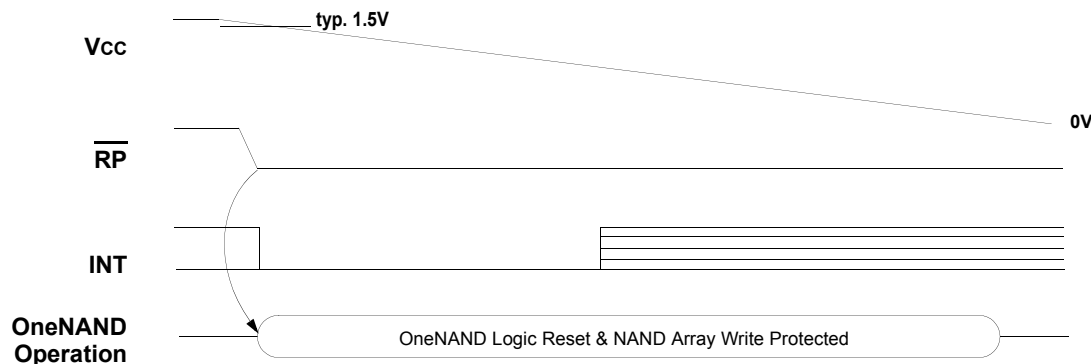 typ. 1.5V
Vcc
0V
RP
INT
OneNAND
Operation
OneNAND Logic Reset & NAND Array Write Protected